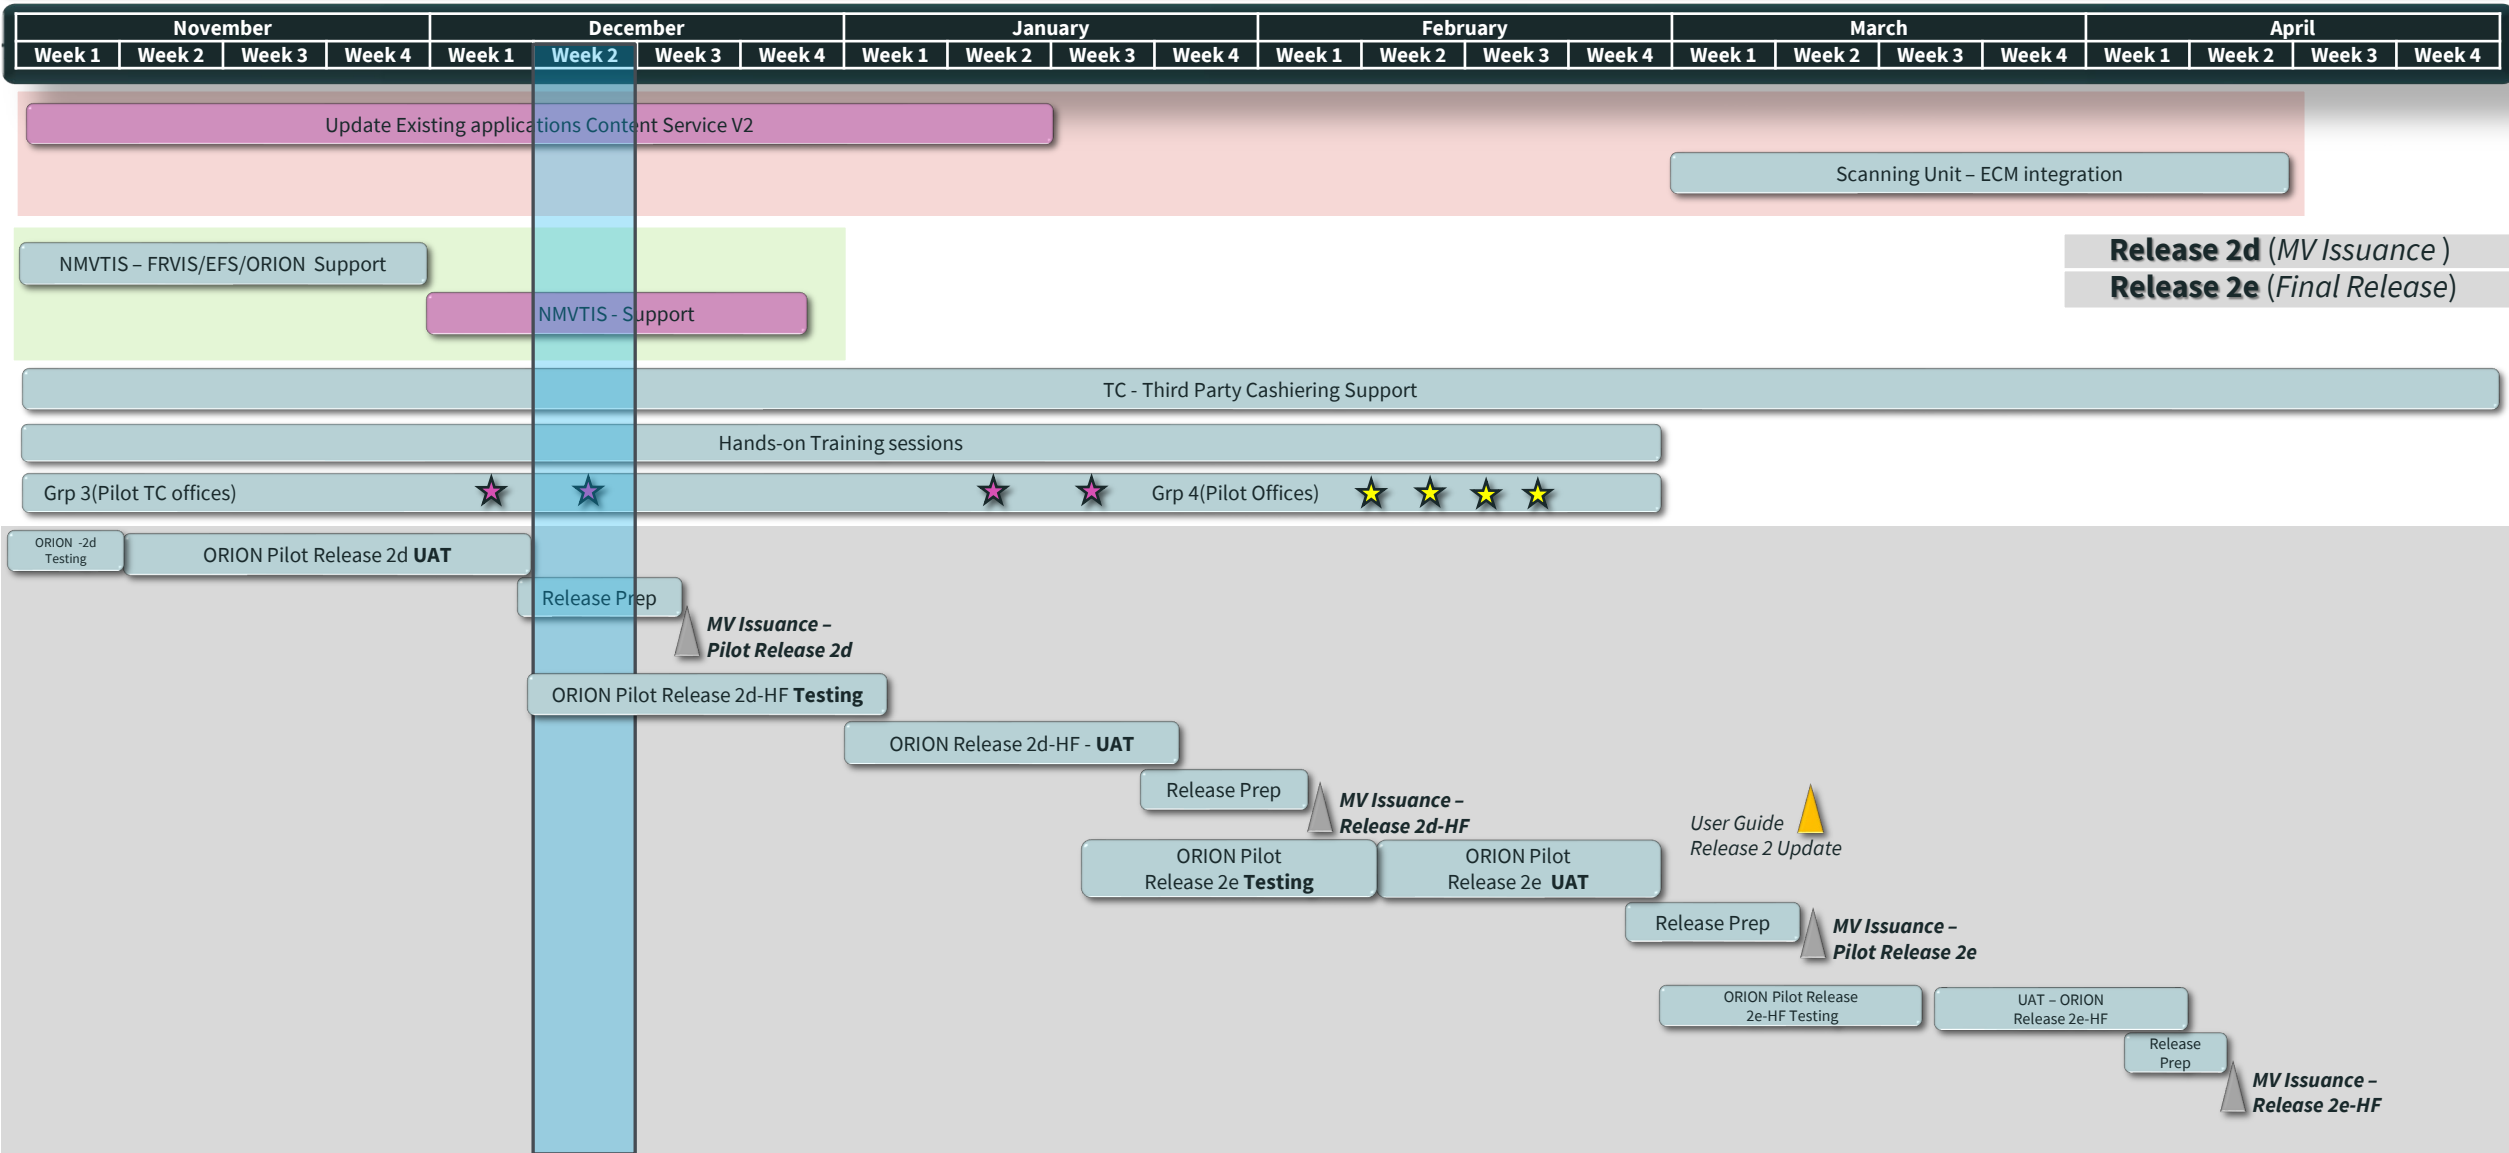 November December January February March April
Week 1 Week 2 Week 3 Week 4 Week 1 Week 2 Week 3 Week 4 Week 1 Week 2 Week 3 Week 4 Week 1 Week 2 Week 3 Week 4 Week 1 Week 2 Week 3 Week 4 Week 1 Week 2 Week 3 Week 4
Update Existing applications Content Service V2
Scanning Unit – ECM integration
NMVTIS – FRVIS/EFS/ORION Support
Release 2d (MV Issuance )
Release 2e (Final Release)
NMVTIS - Support
TC - Third Party Cashiering Support
Hands-on Training sessions
Grp 3(Pilot TC offices) Grp 4(Pilot Offices)
ORION -2d
Testing
ORION Pilot Release 2d UAT
Release Prep
MV Issuance –
Pilot Release 2d
ORION Pilot Release 2d-HF Testing
ORION Release 2d-HF - UAT
Release Prep
MV Issuance –
Release 2d-HF
User Guide
Release 2 Update
ORION Pilot
Release 2e Testing
ORION Pilot
Release 2e UAT
Release Prep
MV Issuance –
Pilot Release 2e
ORION Pilot Release
2e-HF Testing
UAT – ORION
Release 2e-HF
Release
Prep
MV Issuance –
Release 2e-HF